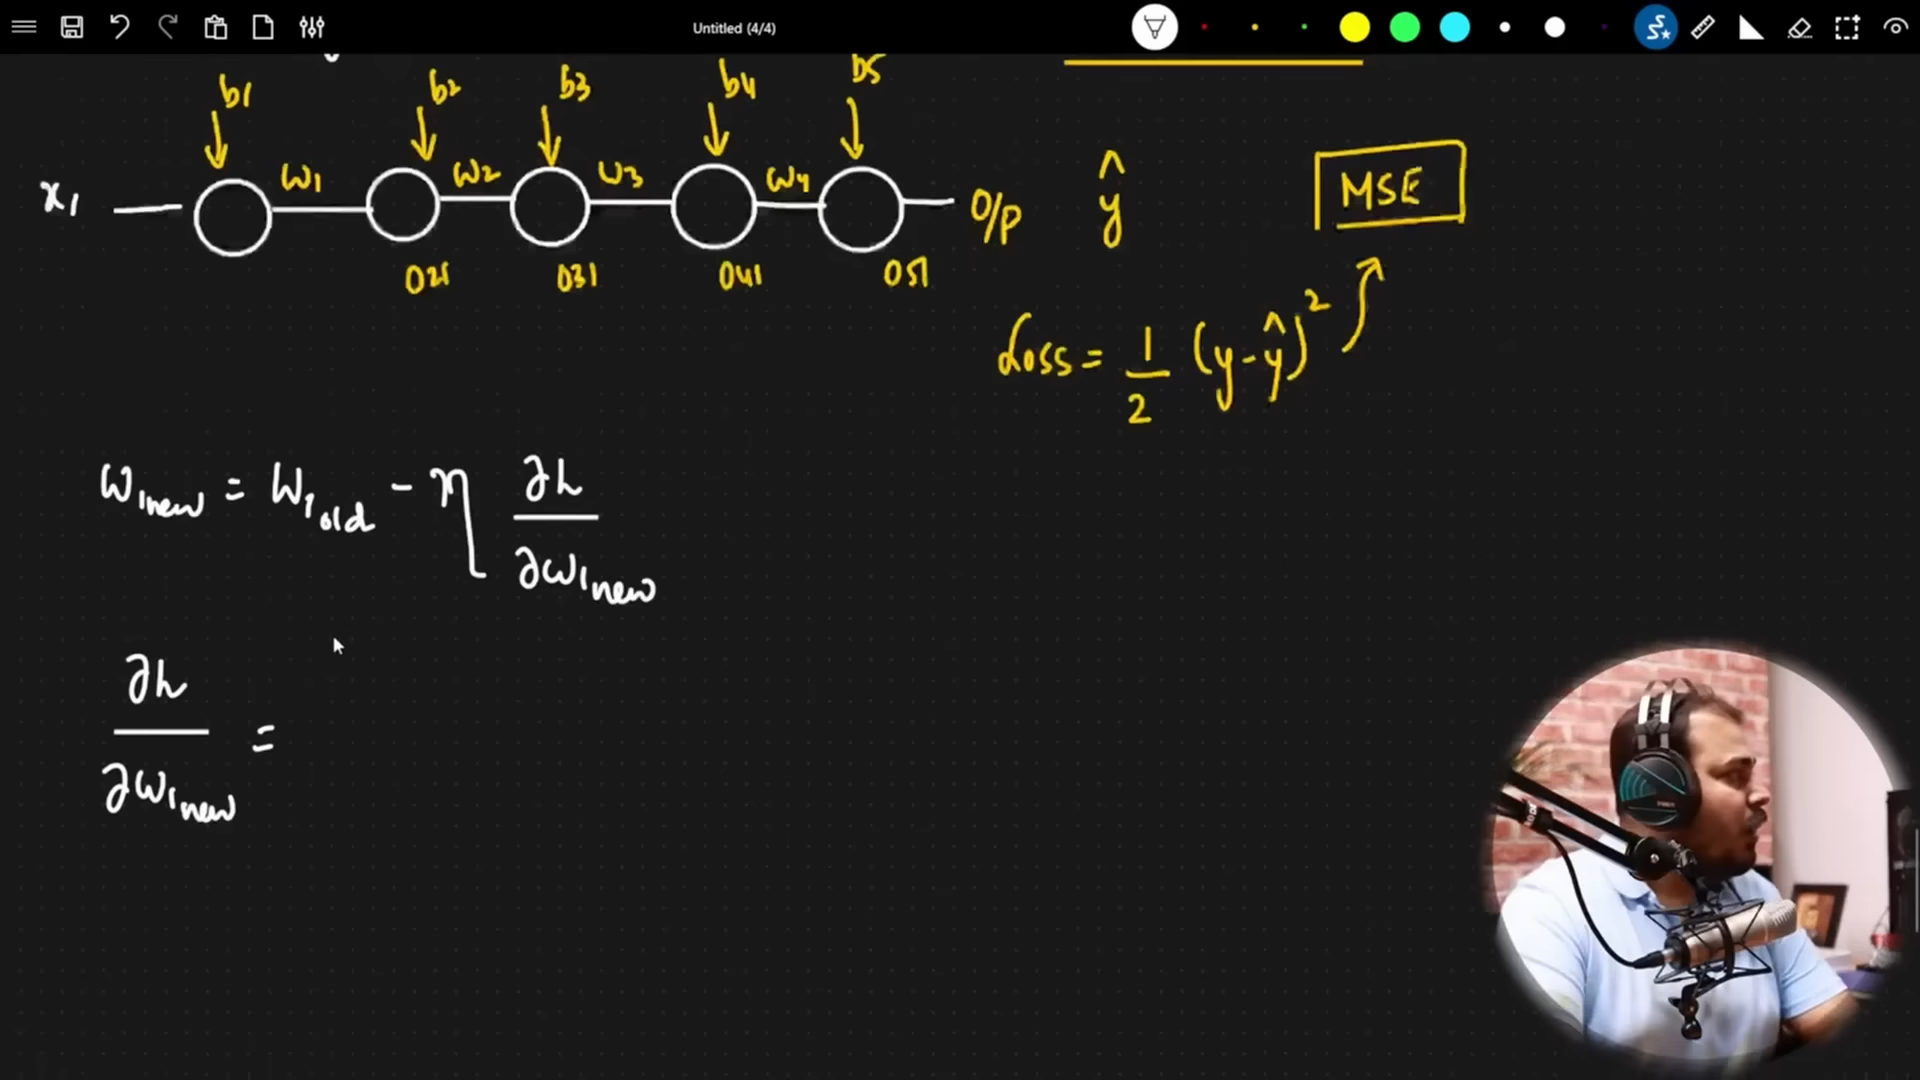 Untitled (4/4)
b1 b2 b3 b4 b5
x1 w1 w2 w3 w4 O/p ŷ MSE
O21 O31 O41 O51
Loss = 1/2 (y-ŷ)^2
W1new = W1old - η ∂L/∂w1new
∂L/∂w1new =